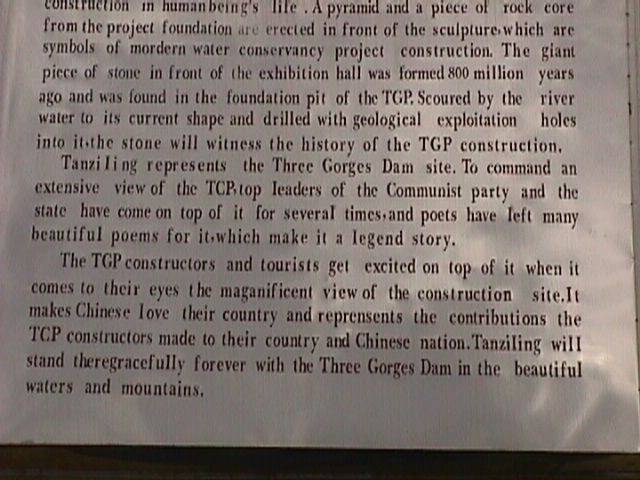 construction in humanbeing's life . A pyramid and a piece of rock core
from the project foundation are erected in front of the sculpture,which are
symbols of mordern water conservancy project construction. The giant
piece of stone in front of the exhibition hall was formed 800 million years
ago and was found in the foundation pit of the TGP. Scoured by the river
water to its current shape and drilled with geological exploitation holes
into it,the stone will witness the history of the TGP construction.
Tanziling represents the Three Gorges Dam site. To command an
extensive view of the TCP,top leaders of the Communist party and the
state have come on top of it for several times,and poets have left many
beautiful poems for it,which make it a legend story.
The TGP constructors and tourists get excited on top of it when it
comes to their eyes the maganificent view of the construction site.It
makes Chinese love their country and reprensents the contributions the
TCP constructors made to their country and Chinese nation.Tanziling will
stand theregracefully forever with the Three Gorges Dam in the beautiful
waters and mountains.